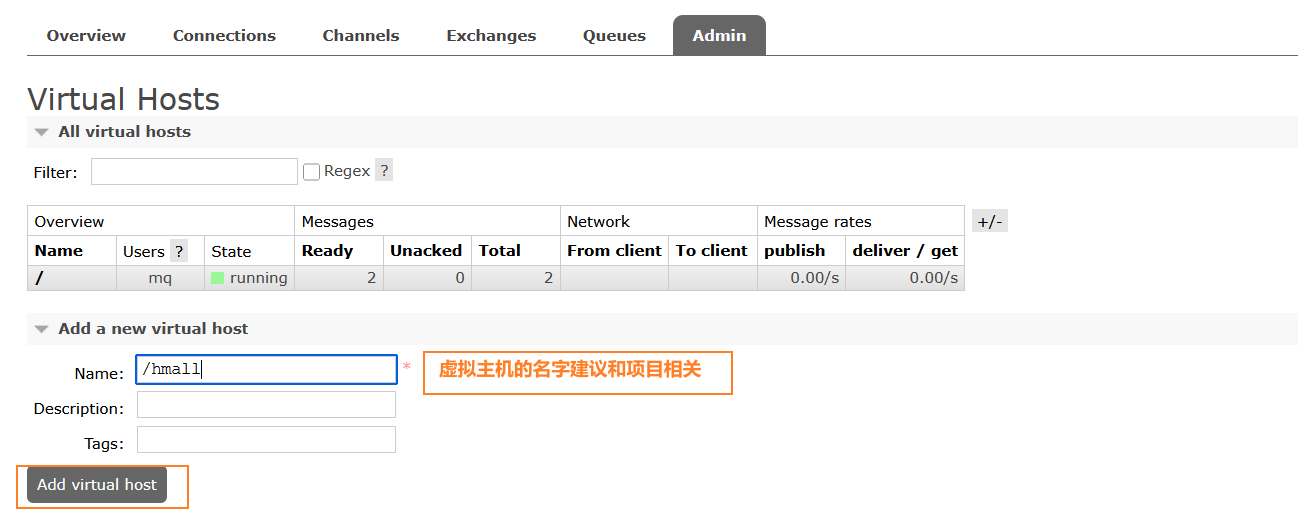 Overview Connections Channels Exchanges Queues Admin
Virtual Hosts
All virtual hosts
Filter: Regex ?
Overview Messages Network Message rates +/-
Name Users ? State Ready Unacked Total From client To client publish deliver / get
/ mq running 2 0 2 0.00/s 0.00/s
Add a new virtual host
Name: /hmall * 虚拟主机的名字建议和项目相关
Description:
Tags:
Add virtual host